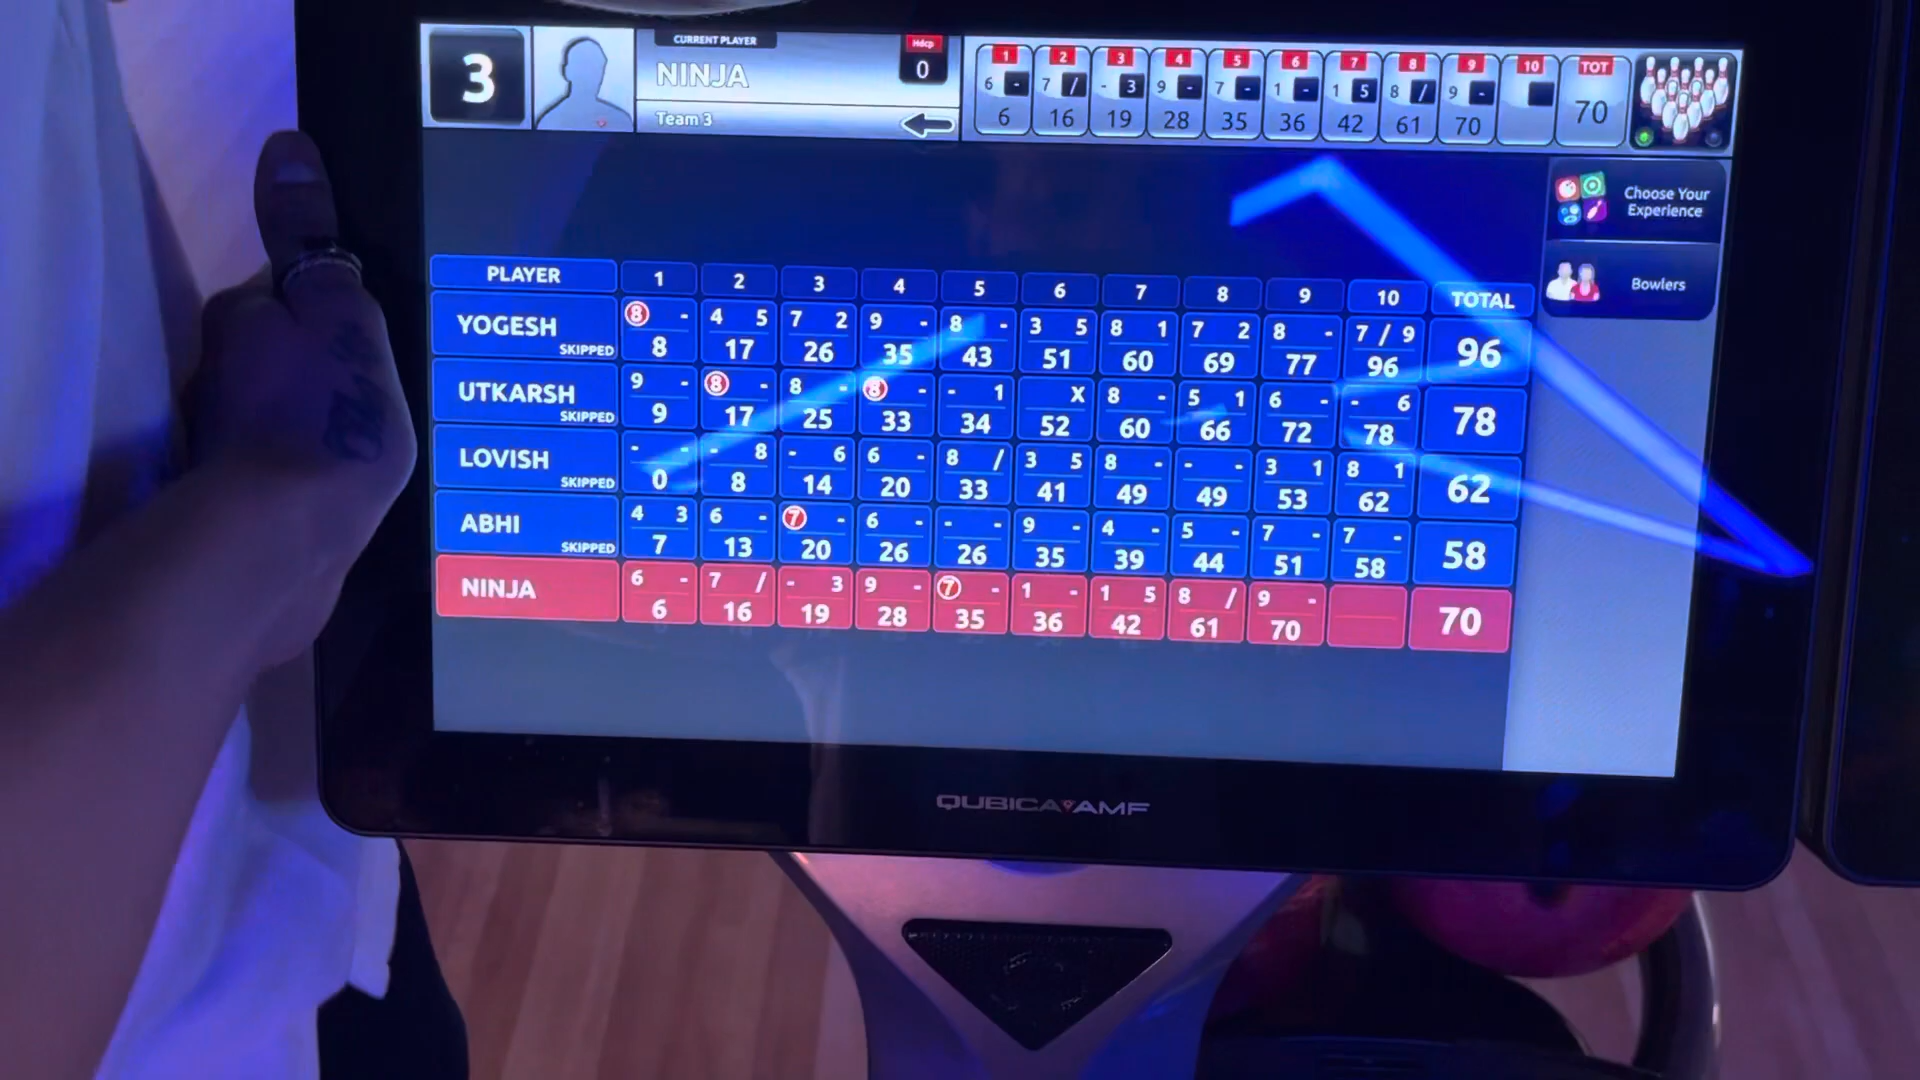 3
CURRENT PLAYER
NINJA
Hdcp
0
Team 3
1 2 3 4 5 6 7 8 9 10 TOT
6 - 7 / - 3 9 - 7 - 1 - 1 5 8 / 9 -
6 16 19 28 35 36 42 61 70 70
Choose Your
Experience
Bowlers
PLAYER 1 2 3 4 5 6 7 8 9 10 TOTAL
YOGESH 8 - 4 5 7 2 9 - 8 - 3 5 8 1 7 2 8 - 7 / 9
SKIPPED 8 17 26 35 43 51 60 69 77 96 96
UTKARSH 9 - 8 - 8 - 8 - - 1 X 8 - 5 1 6 - - 6
SKIPPED 9 17 25 33 34 52 60 66 72 78 78
LOVISH - - - 8 - 6 6 - 8 / 3 5 8 - - - 3 1 8 1
SKIPPED 0 8 14 20 33 41 49 49 53 62 62
ABHI 4 3 6 - 7 - 6 - - - 9 - 4 - 5 - 7 - 7 -
SKIPPED 7 13 20 26 26 35 39 44 51 58 58
NINJA 6 - 7 / - 3 9 - 7 - 1 - 1 5 8 / 9 -
6 16 19 28 35 36 42 61 70 70
QUBICA AMF